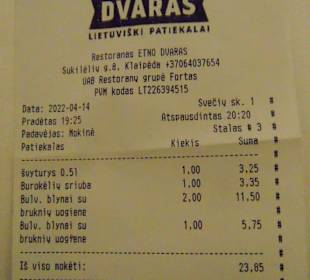 DVARAS
LIETUVIŠKI PATIEKALAI
Restoranas ETNO DVARAS
Sukilėlių g.8, Klaipėda +37064037654
UAB Restoranų grupė Fortas
PVM kodas LT226394515
Data: 2022-04-14 Svečių sk. 1 #
Pradėtas 19:25 Atspausdintas 20:20 #
Padavėjas: Mokinė Stalas # 3 #
Patiekalas Kiekis Suma #
Švyturys 0.5l 1.00 3.25 #
Burokėlių sriuba 1.00 3.35 #
Bulv. blynai su 2.00 11.50 #
bruknių uogiene #
Bulv. blynai su 1.00 5.75 #
bruknių uogiene #
Iš viso mokėti: 23.85 #